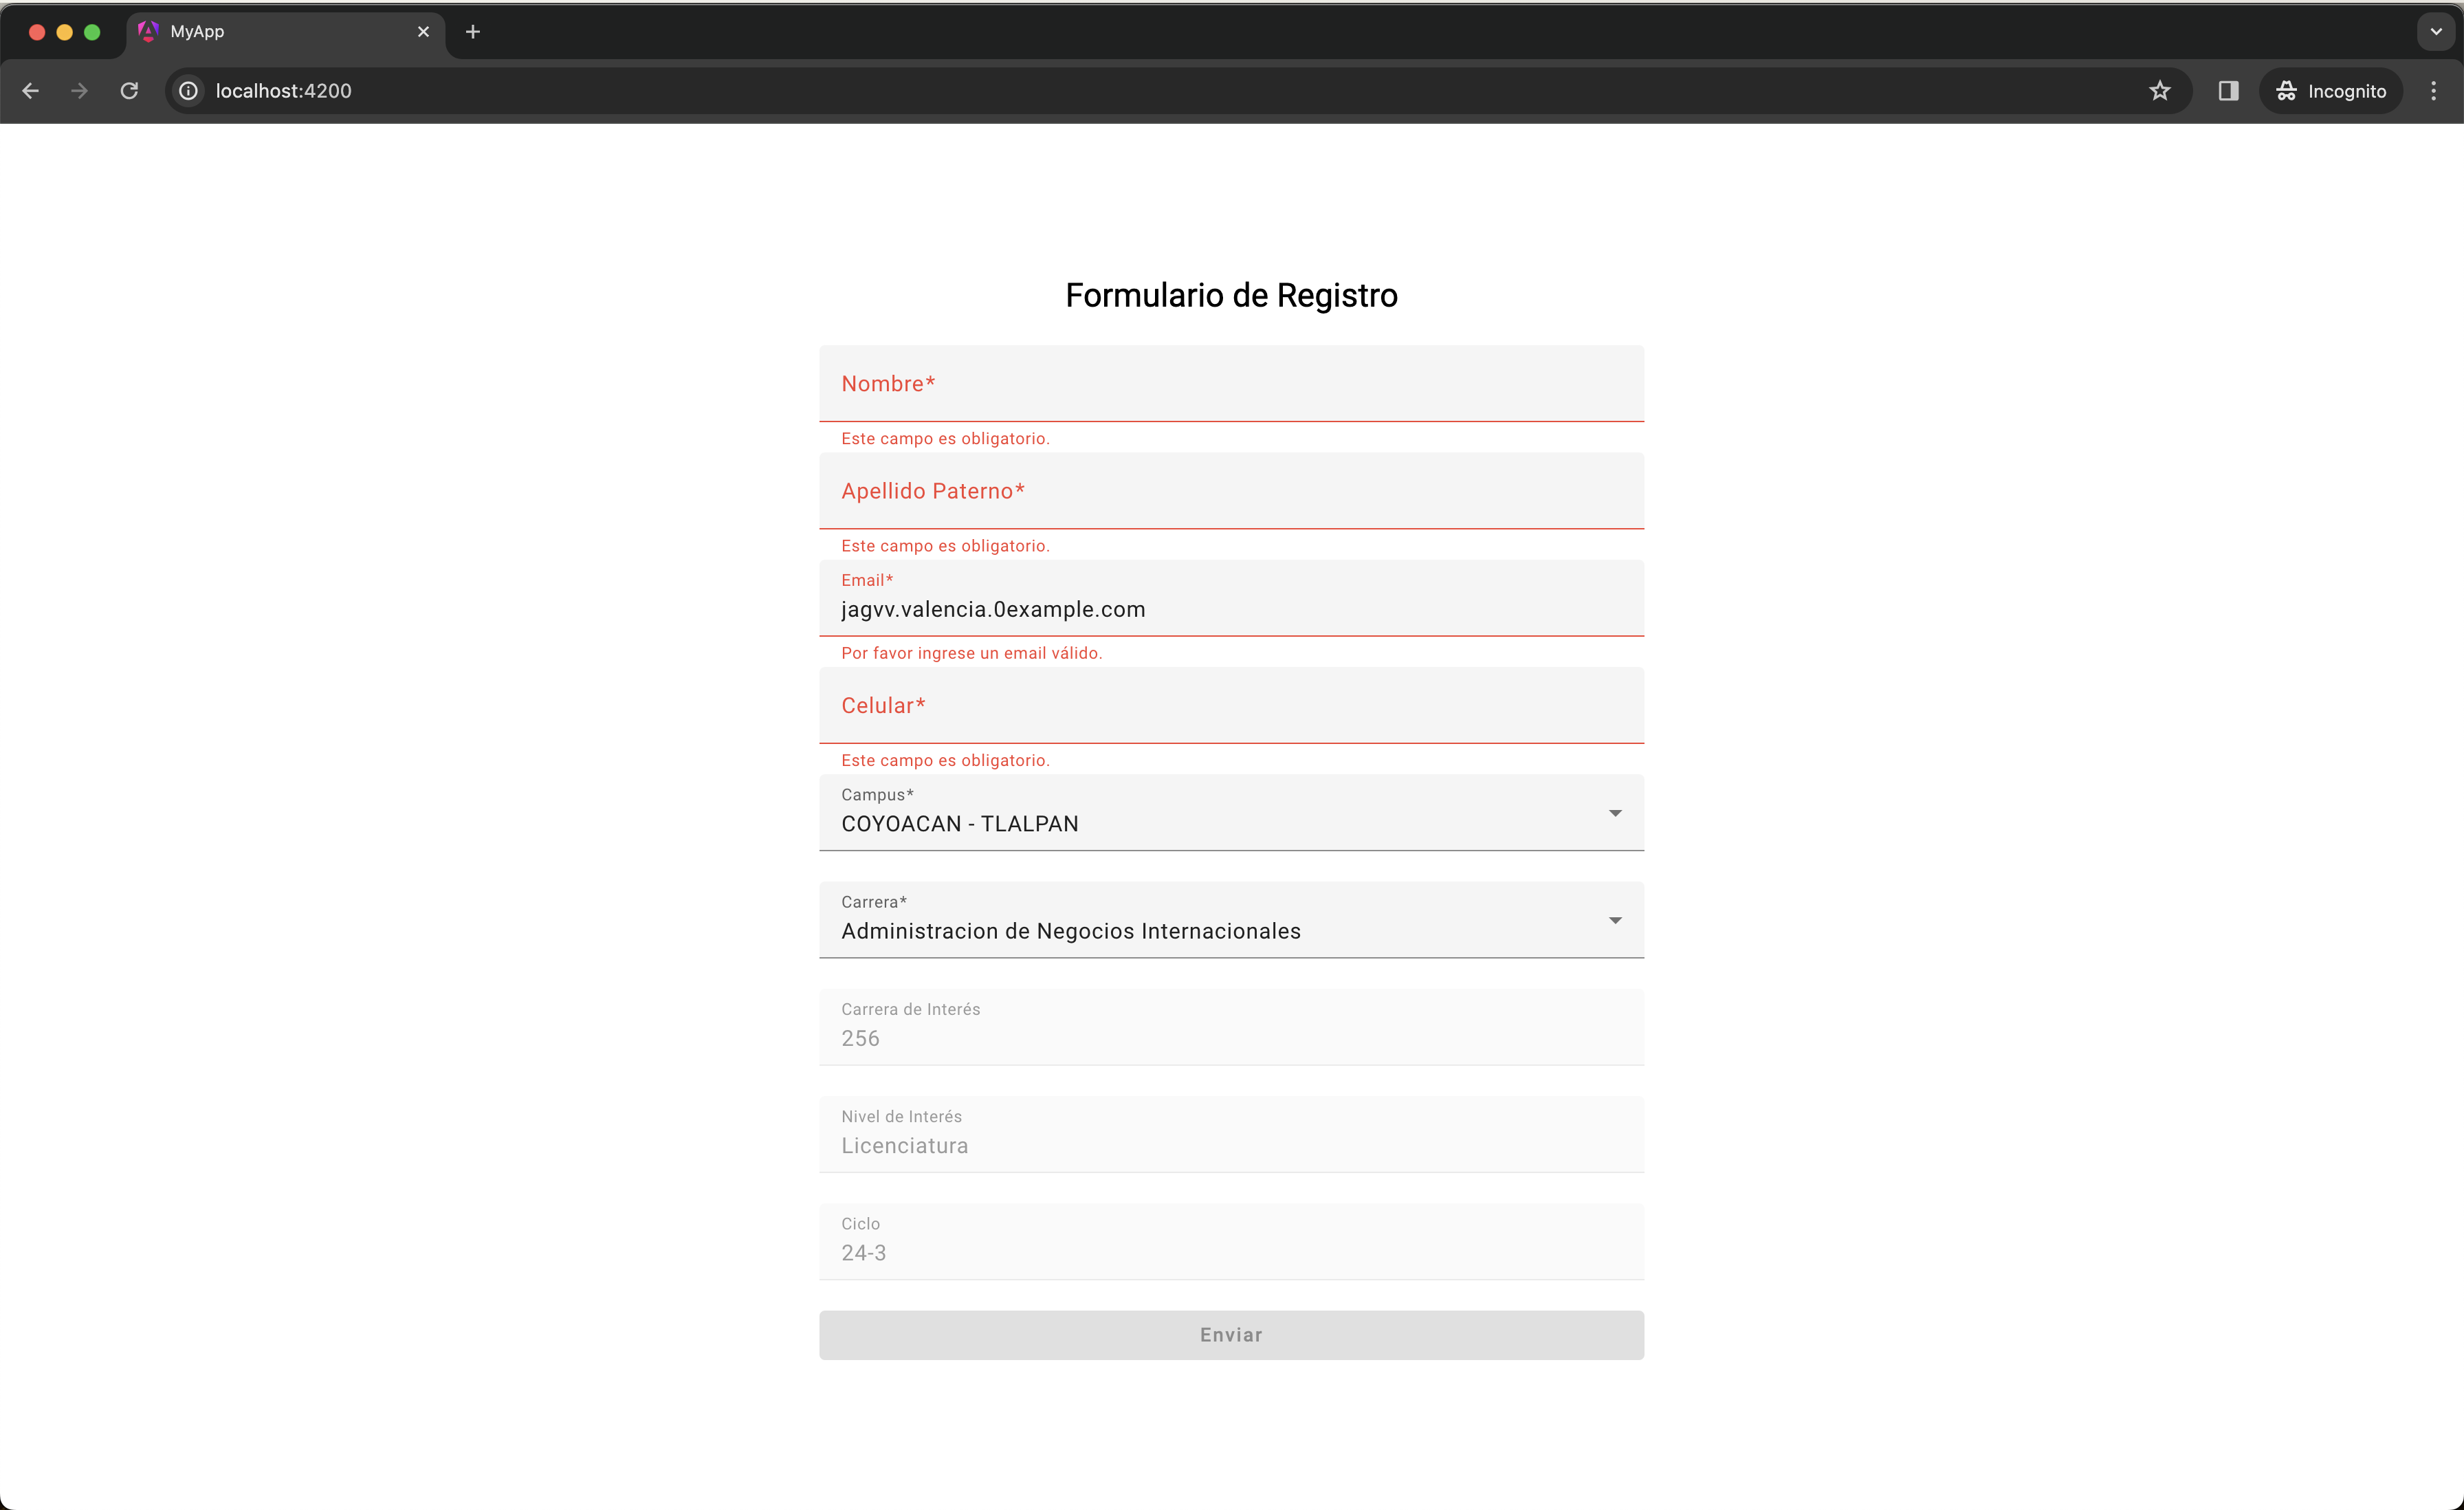 MyApp
localhost:4200
Incognito
Formulario de Registro
Nombre*
Este campo es obligatorio.
Apellido Paterno*
Este campo es obligatorio.
Email*
jagvv.valencia.0example.com
Por favor ingrese un email válido.
Celular*
Este campo es obligatorio.
Campus*
COYOACAN - TLALPAN
Carrera*
Administracion de Negocios Internacionales
Carrera de Interés
256
Nivel de Interés
Licenciatura
Ciclo
24-3
Enviar